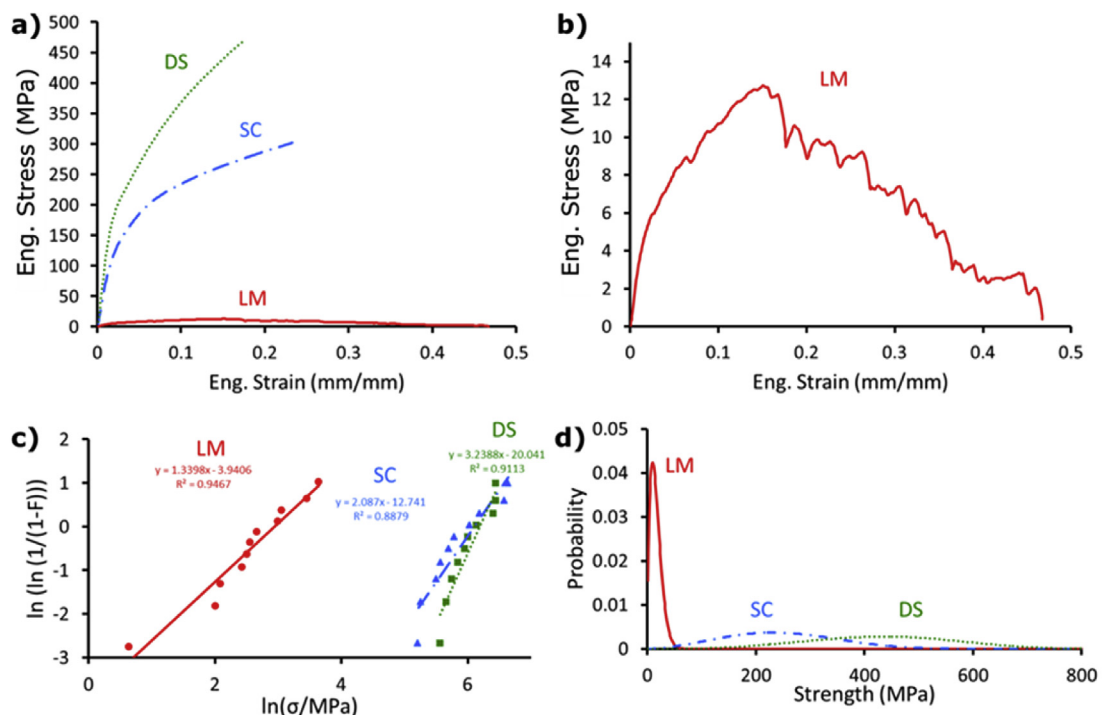 a)
500
450
400
350
300
250
200
150
100
50
0
Eng. Stress (MPa)
DS
SC
LM
0 0.1 0.2 0.3 0.4 0.5
Eng. Strain (mm/mm)
b)
14
12
10
8
6
4
2
0
Eng. Stress (MPa)
LM
0 0.1 0.2 0.3 0.4 0.5
Eng. Strain (mm/mm)
c)
2
1
0
-1
-2
-3
ln (ln (1/(1-F)))
LM
y = 1.3398x - 3.9406
R² = 0.9467
SC
y = 2.087x - 12.741
R² = 0.8879
DS
y = 3.2388x - 20.041
R² = 0.9113
0 2 4 6
ln(σ/MPa)
d)
0.05
0.04
0.03
0.02
0.01
0
Probability
LM
SC
DS
0 200 400 600 800
Strength (MPa)